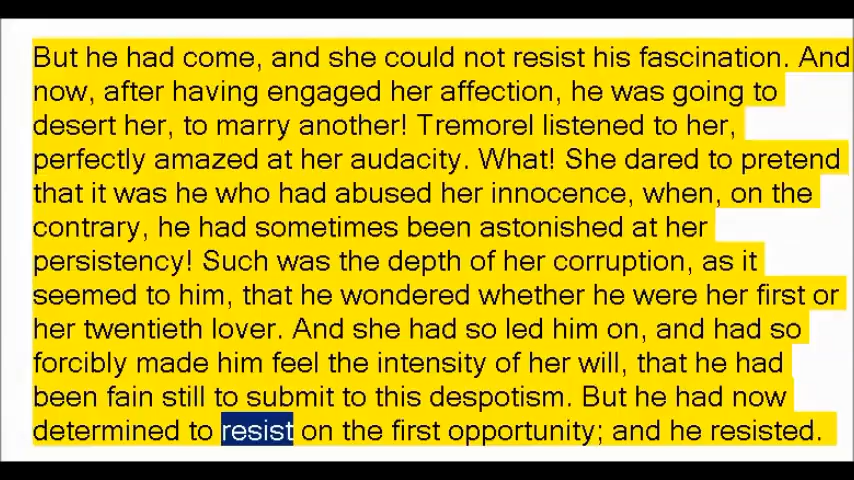 But he had come, and she could not resist his fascination. And
now, after having engaged her affection, he was going to
desert her, to marry another! Tremorel listened to her,
perfectly amazed at her audacity. What! She dared to pretend
that it was he who had abused her innocence, when, on the
contrary, he had sometimes been astonished at her
persistency! Such was the depth of her corruption, as it
seemed to him, that he wondered whether he were her first or
her twentieth lover. And she had so led him on, and had so
forcibly made him feel the intensity of her will, that he had
been fain still to submit to this despotism. But he had now
determined to resist on the first opportunity; and he resisted.